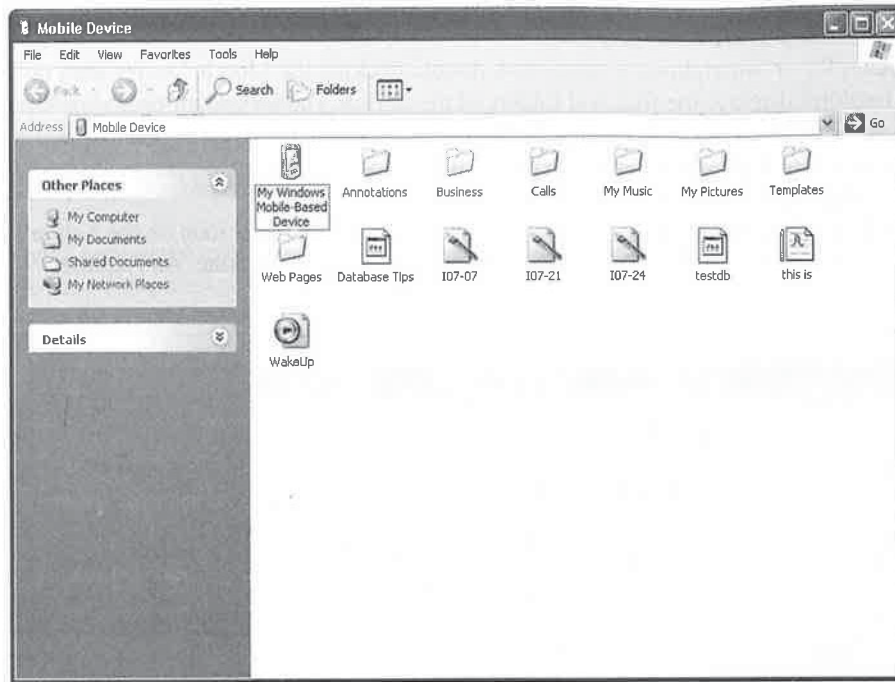 Mobile Device
File Edit View Favorites Tools Help
Back Search Folders
Address Mobile Device Go
Other Places
My Computer
My Documents
Shared Documents
My Network Places
Details
My Windows Mobile-Based Device
Annotations
Business
Calls
My Music
My Pictures
Templates
Web Pages
Database Tips
I07-07
I07-21
I07-24
testdb
this is
WakeUp